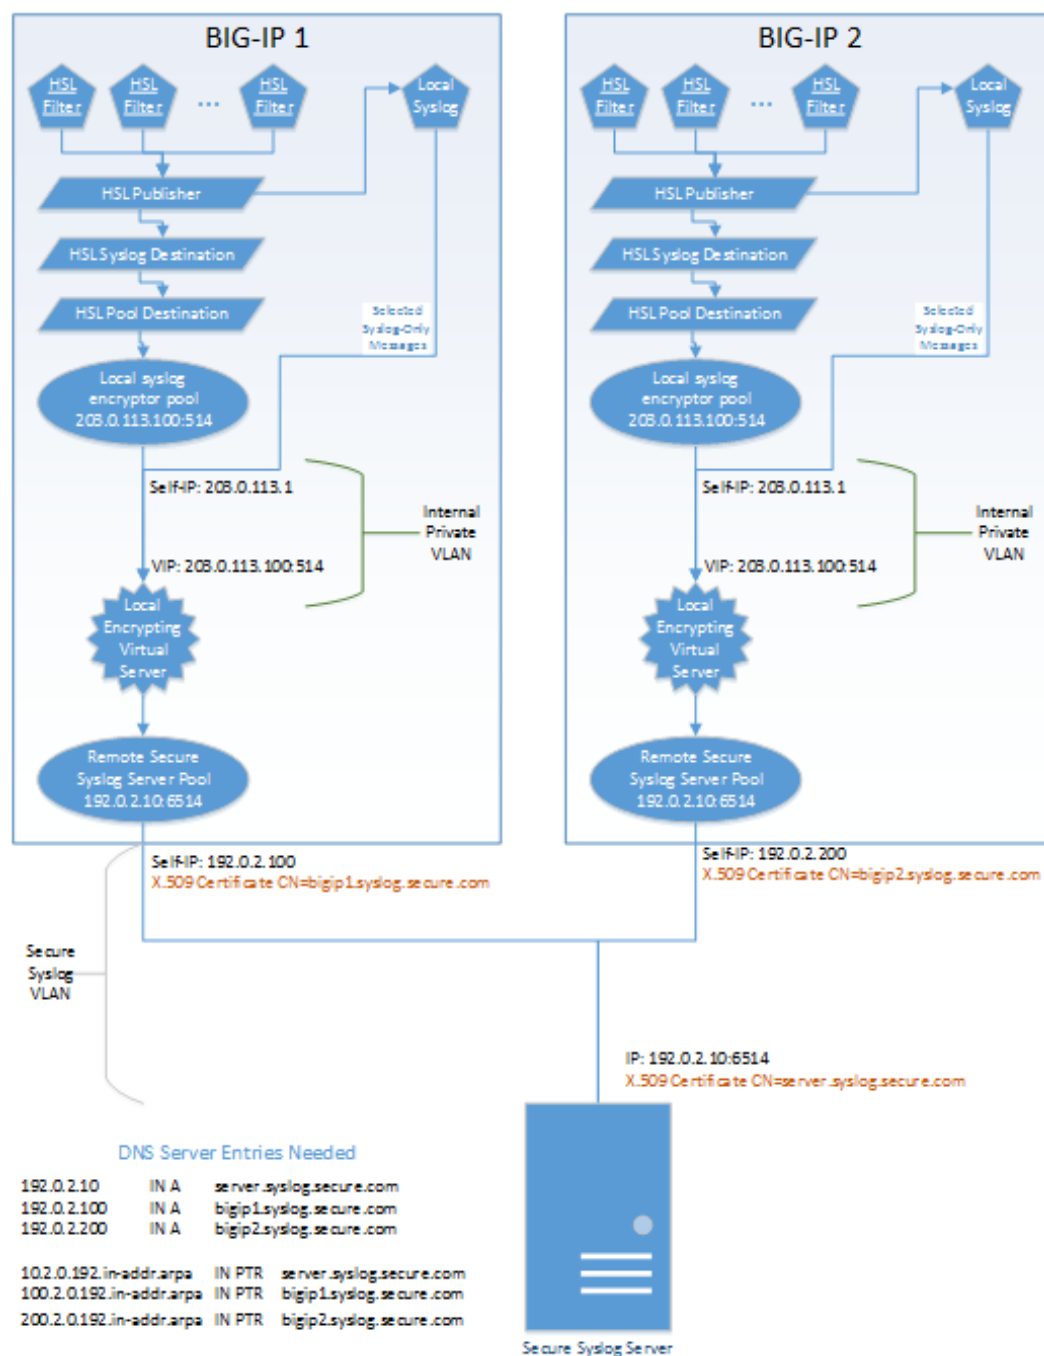 BIG-IP 1
HSL
Filter
HSL
Filter
...
HSL
Filter
Local
Syslog
HSL Publisher
HSL Syslog Destination
HSL Pool Destination
Selected
Syslog-Only
Messages
Local syslog
encryptor pool
203.0.113.100:514
Self-IP: 203.0.113.1
Internal
Private
VLAN
VIP: 203.0.113.100:514
Local
Encrypting
Virtual
Server
Remote Secure
Syslog Server Pool
192.0.2.10:6514
Self-IP: 192.0.2.100
X.509 Certificate CN=bigip1.syslog.secure.com
BIG-IP 2
HSL
Filter
HSL
Filter
...
HSL
Filter
Local
Syslog
HSL Publisher
HSL Syslog Destination
HSL Pool Destination
Selected
Syslog-Only
Messages
Local syslog
encryptor pool
203.0.113.100:514
Self-IP: 203.0.113.1
Internal
Private
VLAN
VIP: 203.0.113.100:514
Local
Encrypting
Virtual
Server
Remote Secure
Syslog Server Pool
192.0.2.10:6514
Self-IP: 192.0.2.200
X.509 Certificate CN=bigip2.syslog.secure.com
Secure
Syslog
VLAN
IP: 192.0.2.10:6514
X.509 Certificate CN=server.syslog.secure.com
DNS Server Entries Needed
192.0.2.10 IN A server.syslog.secure.com
192.0.2.100 IN A bigip1.syslog.secure.com
192.0.2.200 IN A bigip2.syslog.secure.com
10.2.0.192.in-addr.arpa IN PTR server.syslog.secure.com
100.2.0.192.in-addr.arpa IN PTR bigip1.syslog.secure.com
200.2.0.192.in-addr.arpa IN PTR bigip2.syslog.secure.com
Secure Syslog Server